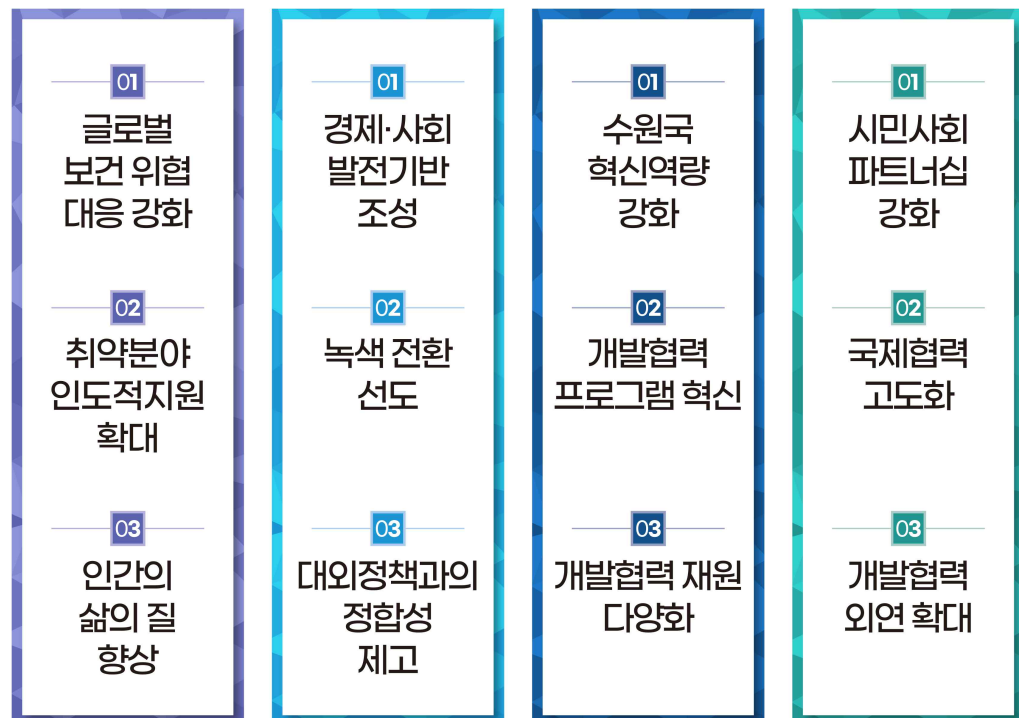 01
글로벌
보건 위협
대응 강화
02
취약분야
인도적지원
확대
03
인간의
삶의 질
향상
01
경제·사회
발전기반
조성
02
녹색 전환
선도
03
대외정책과의
정합성
제고
01
수원국
혁신역량
강화
02
개발협력
프로그램 혁신
03
개발협력 재원
다양화
01
시민사회
파트너십
강화
02
국제협력
고도화
03
개발협력
외연 확대